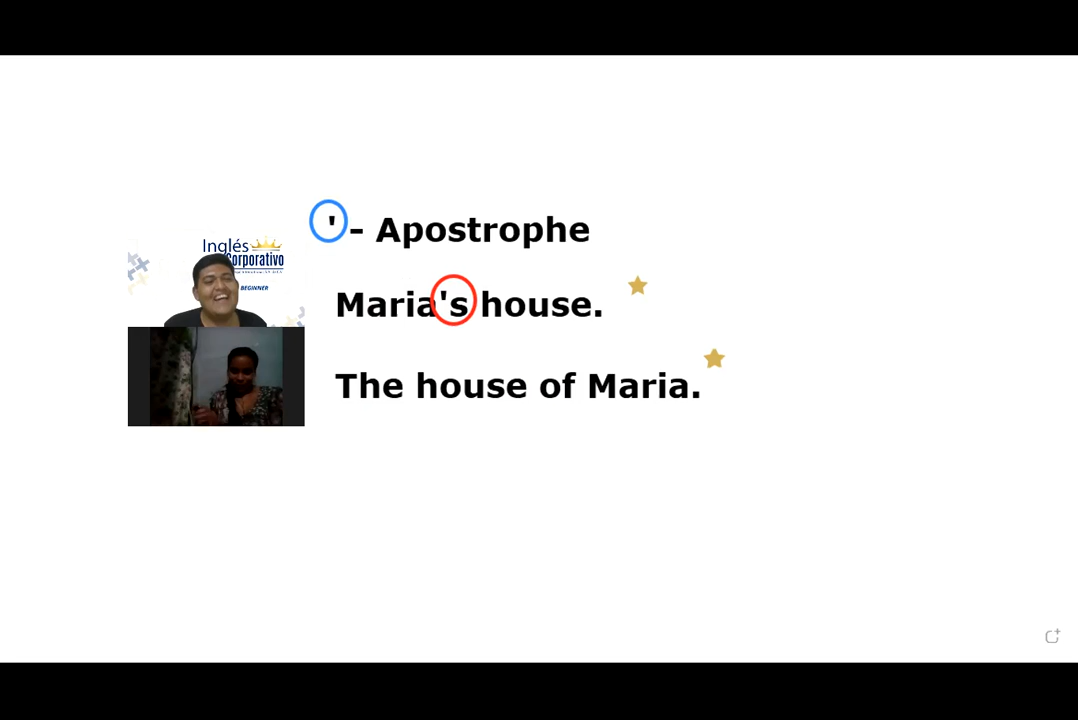 ' - Apostrophe
Maria's house.
The house of Maria.
Inglés
Corporativo
BEGINNER